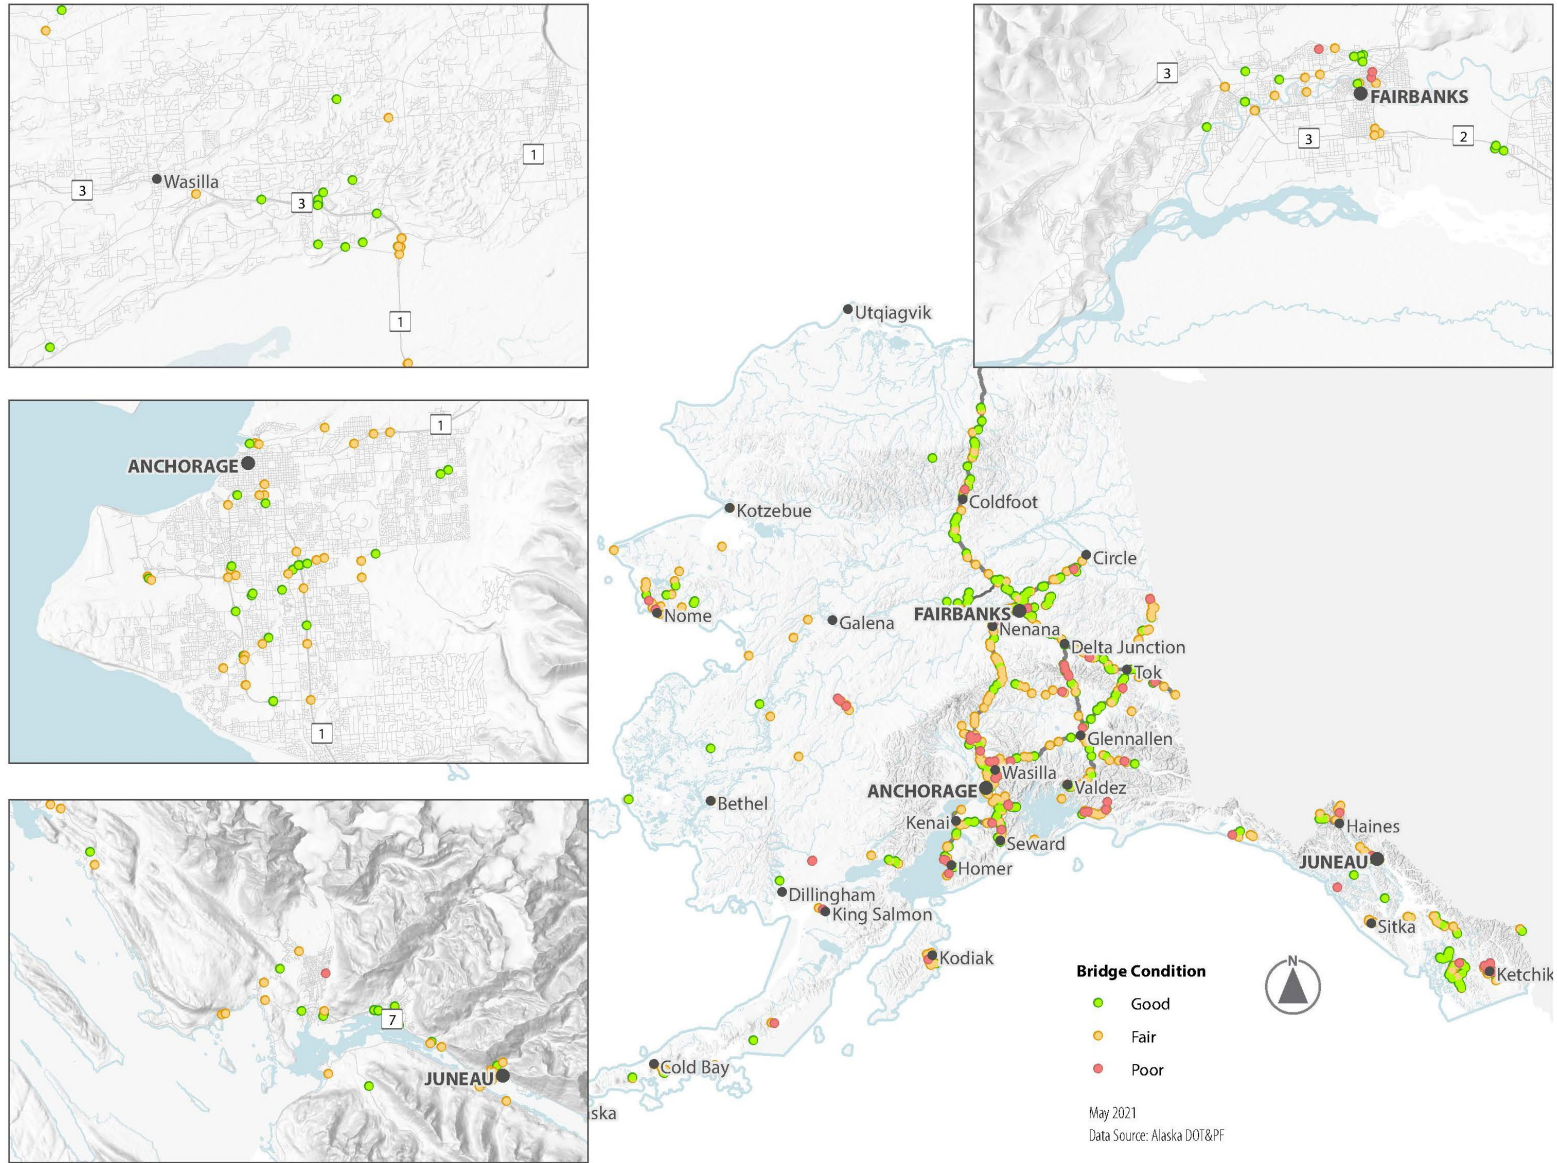 3
1
Wasilla
3
3
1
1
ANCHORAGE
1
7
JUNEAU
3
FAIRBANKS
3
2
Utqiagvik
Kotzebue
Coldfoot
Circle
Nome
Galena
FAIRBANKS
Nenana
Delta Junction
Tok
Glennallen
Wasilla
ANCHORAGE
Valdez
Bethel
Kenai
Seward
Homer
Dillingham
King Salmon
Kodiak
Cold Bay
ska
Haines
JUNEAU
Sitka
Ketchik
Bridge Condition
Good
Fair
Poor
N
May 2021
Data Source: Alaska DOT&PF